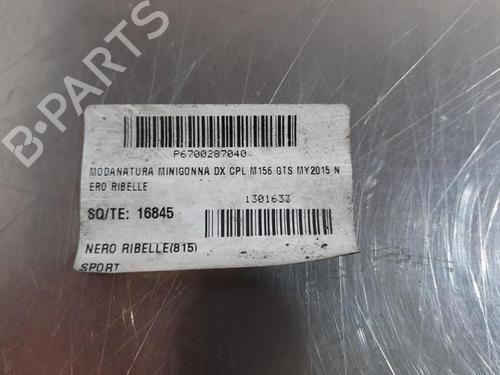 P6700287040
MODANATURA MINIGONNA DX CPL M156 GTS MY2015 N
ERO RIBELLE
1301633
SQ/TE: 16845
NERO RIBELLE(815)
SPORT
B-PARTS